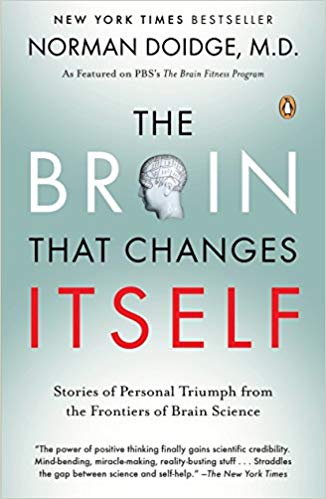 NEW YORK TIMES BESTSELLER
NORMAN DOIDGE, M.D.
As Featured on PBS's The Brain Fitness Program
THE
BR IN
THAT CHANGES
ITSELF
Stories of Personal Triumph from
the Frontiers of Brain Science
"The power of positive thinking finally gains scientific credibility.
Mind-bending, miracle-making, reality-busting stuff . . . Straddles
the gap between science and self-help." —The New York Times